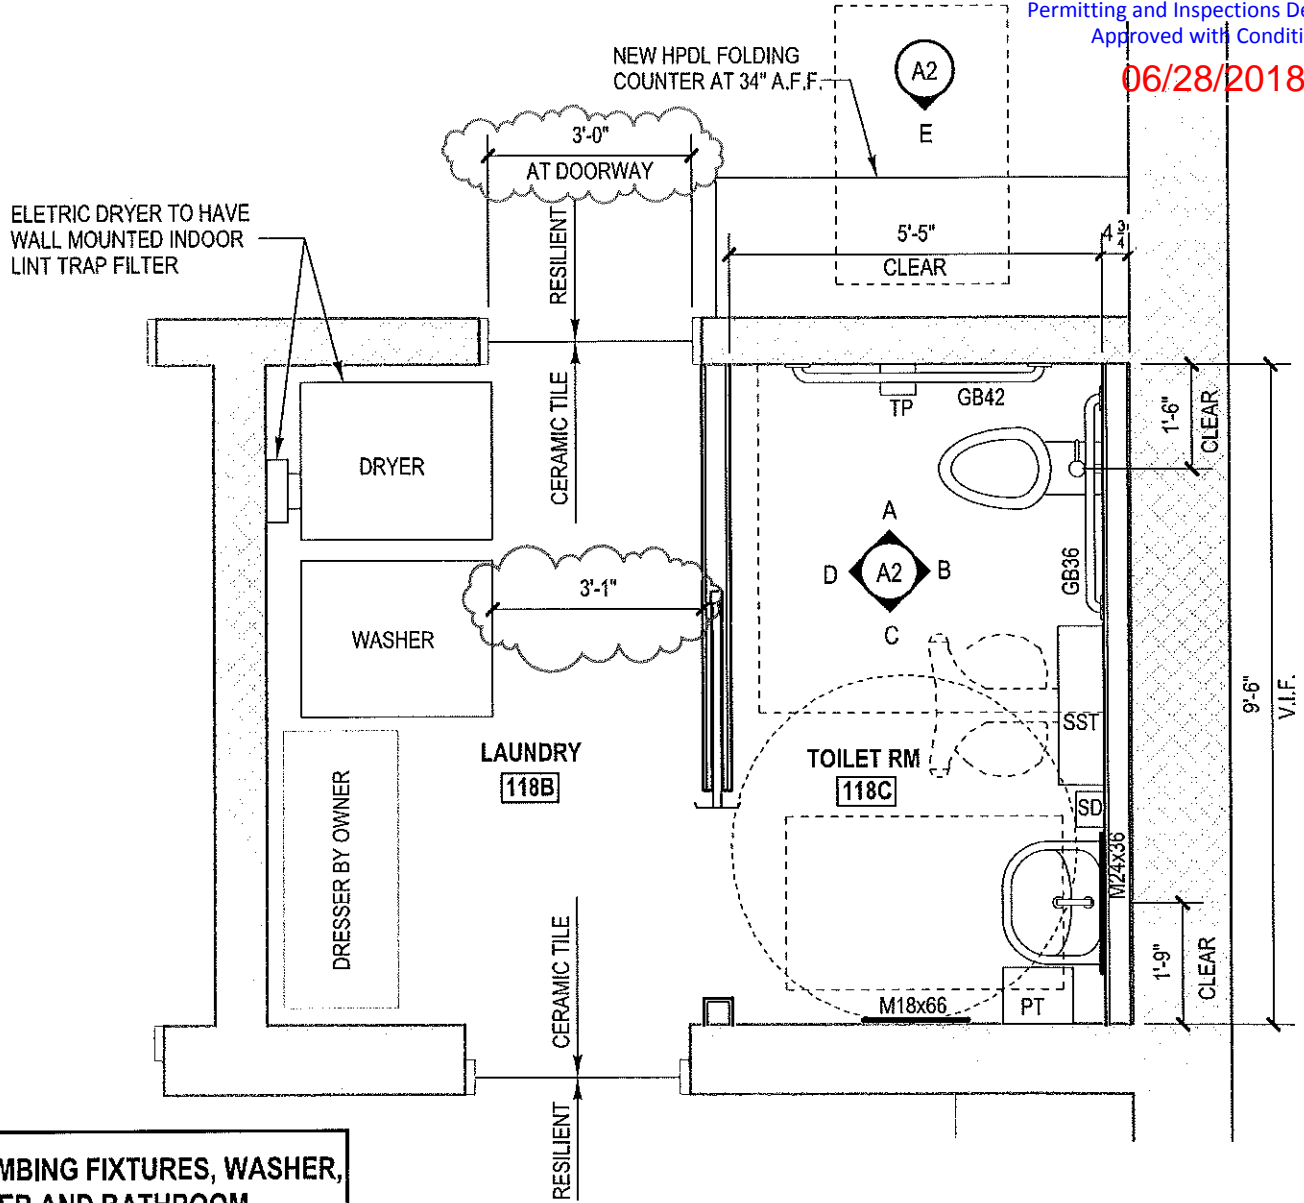 Permitting and Inspections De
Approved with Conditi
06/28/2018
NEW HPDL FOLDING
COUNTER AT 34" A.F.F.
A2
E
3'-0"
AT DOORWAY
ELETRIC DRYER TO HAVE
WALL MOUNTED INDOOR
LINT TRAP FILTER
RESILIENT
5'-5"
CLEAR
4 3/4
CERAMIC TILE
TP
GB42
1'-6"
CLEAR
DRYER
A
D
A2
B
C
GB36
3'-1"
WASHER
9'-6"
V.I.F.
SST
LAUNDRY
118B
TOILET RM
118C
SD
M24x36
DRESSER BY OWNER
1'-9"
CLEAR
CERAMIC TILE
M18x66
PT
RESILIENT
MBING FIXTURES, WASHER,
ER AND BATHROOM